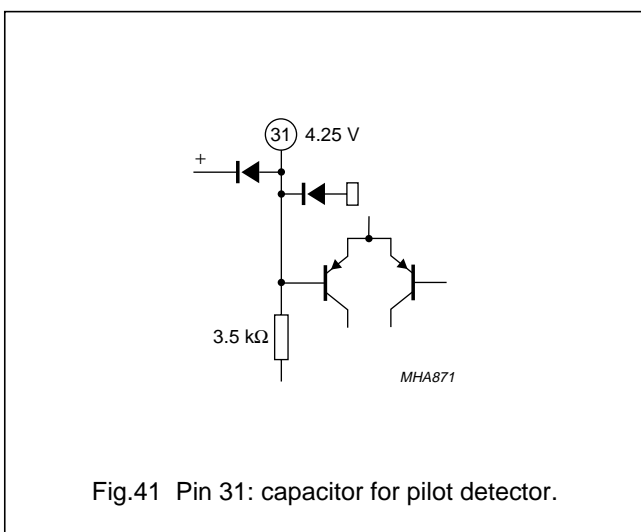 31 4.25 V
+
3.5 kΩ
MHA871
Fig.41 Pin 31: capacitor for pilot detector.